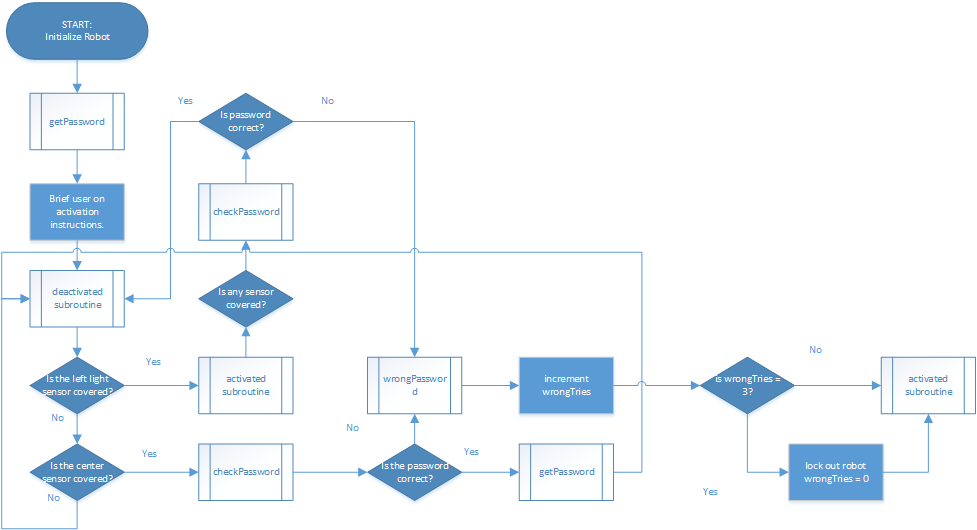 START:
Initialize Robot
getPassword
Brief user on
activation
instructions.
deactivated
subroutine
Is the left light
sensor covered?
Yes
No
Is the center
sensor covered?
Yes
No
Yes
No
Is password
correct?
checkPassword
Is any sensor
covered?
activated
subroutine
checkPassword
wrongPasswor
d
No
Is the password
correct?
Yes
increment
wrongTries
getPassword
is wrongTries =
3?
No
Yes
activated
subroutine
lock out robot
wrongTries = 0